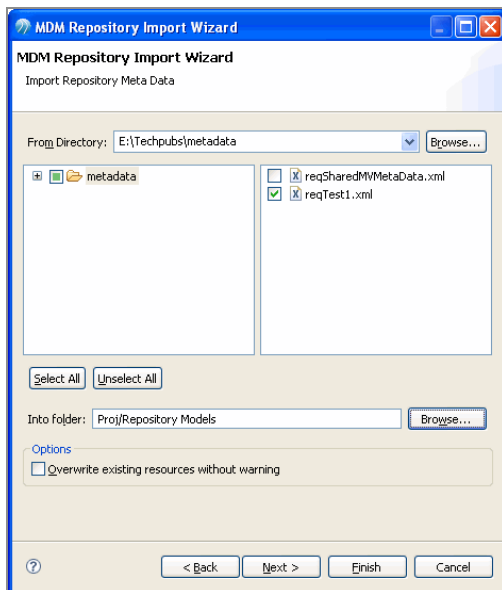 MDM Repository Import Wizard
MDM Repository Import Wizard
Import Repository Meta Data
From Directory: E:\Techpubs\metadata Browse...
metadata
reqSharedMVMetaData.xml
reqTest1.xml
Select All Unselect All
Into folder: Proj/Repository Models Browse...
Options
Overwrite existing resources without warning
? < Back Next > Finish Cancel